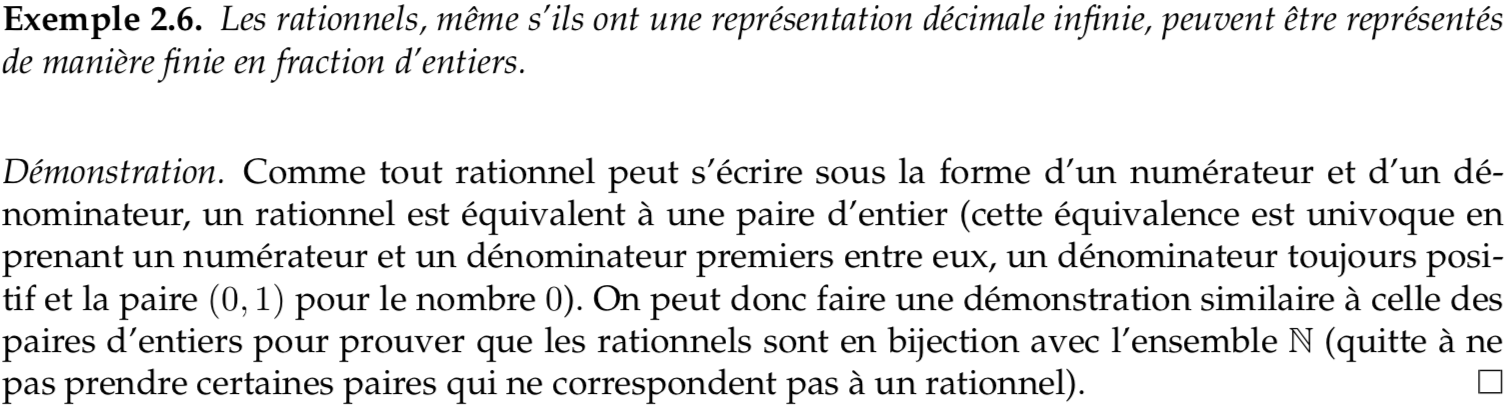 Exemple 2.6. Les rationnels, même s'ils ont une représentation décimale infinie, peuvent être représentés
de manière finie en fraction d'entiers.
Démonstration. Comme tout rationnel peut s'écrire sous la forme d'un numérateur et d'un dé-
nominateur, un rationnel est équivalent à une paire d'entier (cette équivalence est univoque en
prenant un numérateur et un dénominateur premiers entre eux, un dénominateur toujours posi-
tif et la paire (0, 1) pour le nombre 0). On peut donc faire une démonstration similaire à celle des
paires d'entiers pour prouver que les rationnels sont en bijection avec l'ensemble ℕ (quitte à ne
pas prendre certaines paires qui ne correspondent pas à un rationnel). □